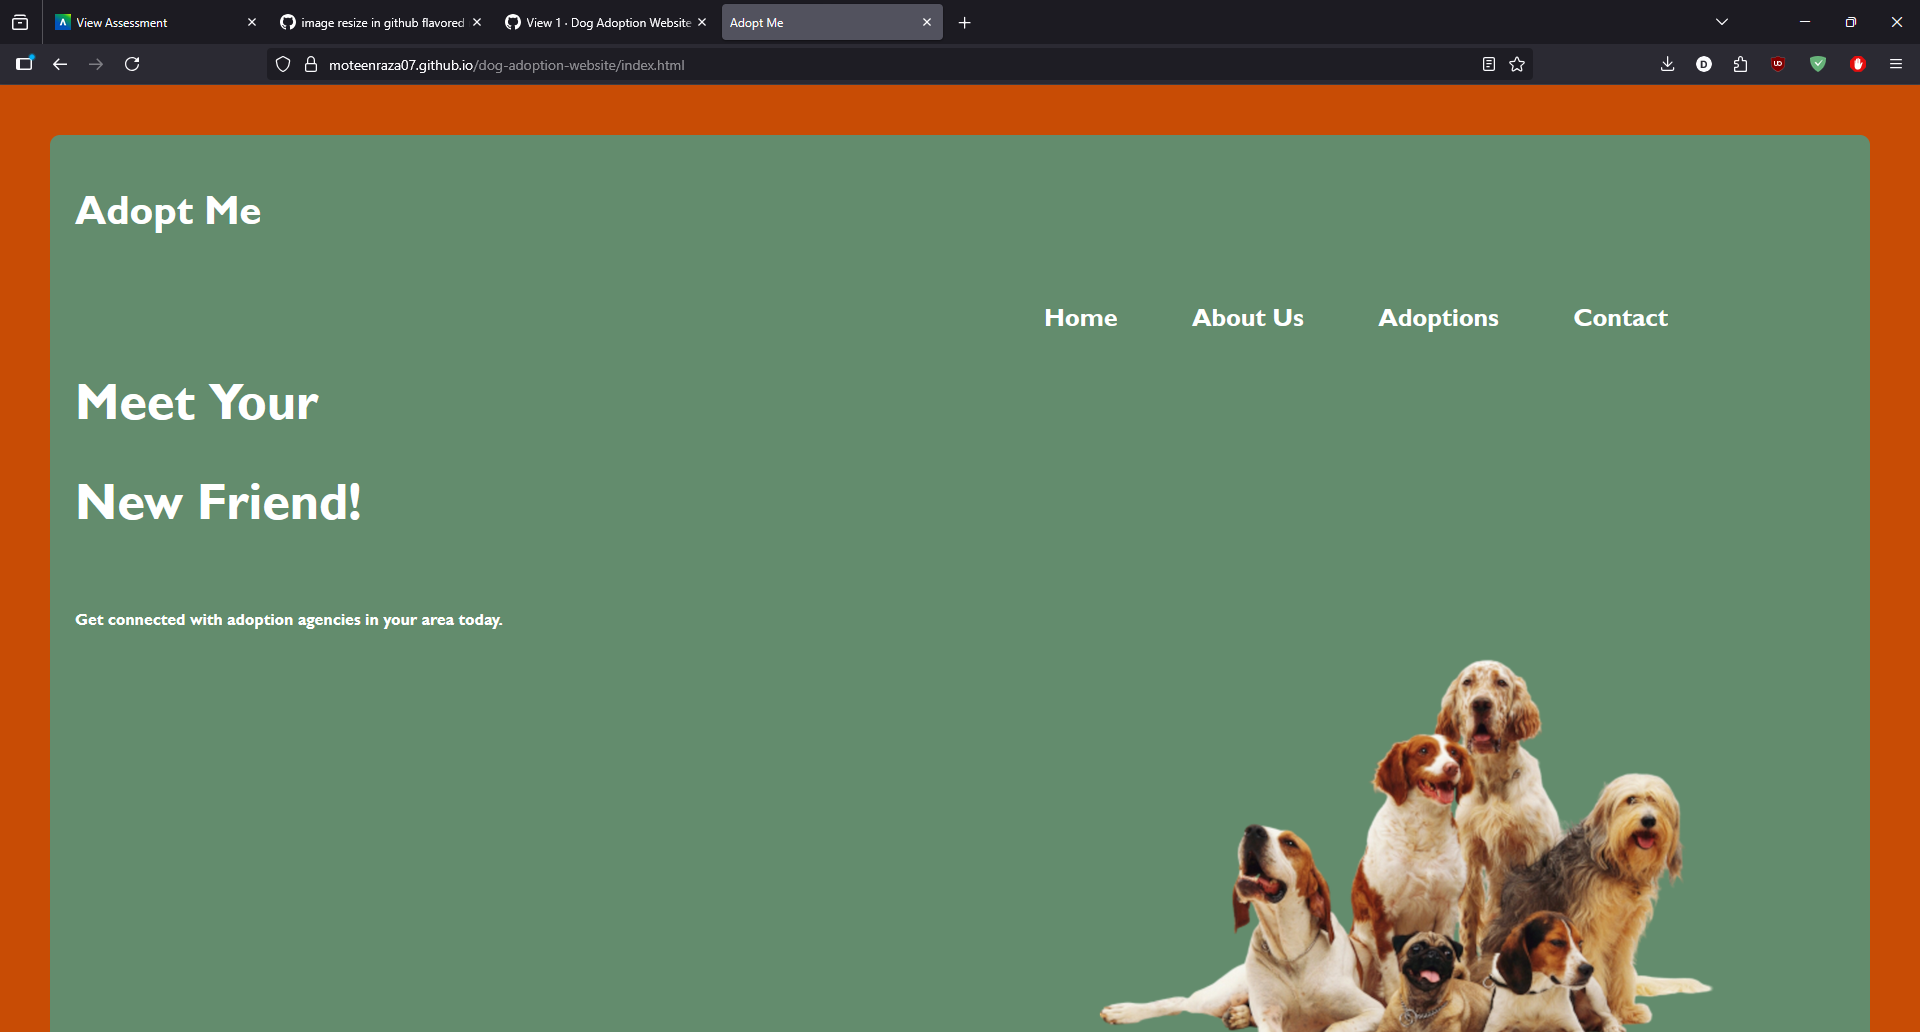 View Assessment
image resize in github flavored
View 1 · Dog Adoption Website
Adopt Me
moteenraza07.github.io/dog-adoption-website/index.html
Adopt Me
Home About Us Adoptions Contact
Meet Your
New Friend!
Get connected with adoption agencies in your area today.